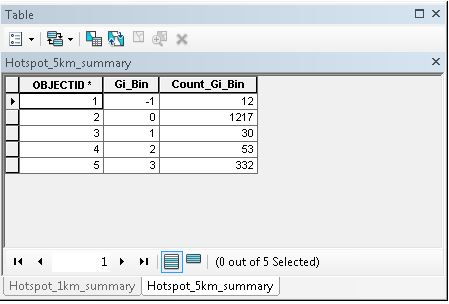 Table
Hotspot_5km_summary
OBJECTID * Gi_Bin Count_Gi_Bin
1 -1 12
2 0 1217
3 1 30
4 2 53
5 3 332
1 (0 out of 5 Selected)
Hotspot_1km_summary Hotspot_5km_summary